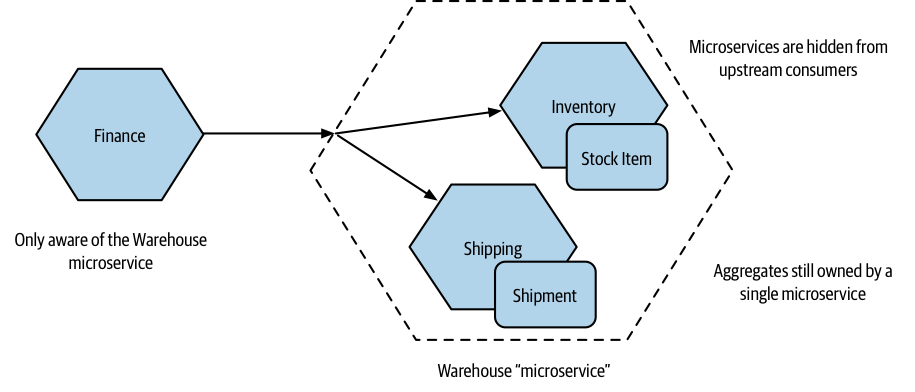 Finance
Only aware of the Warehouse
microservice
Inventory
Stock Item
Shipping
Shipment
Microservices are hidden from
upstream consumers
Aggregates still owned by a
single microservice
Warehouse “microservice”